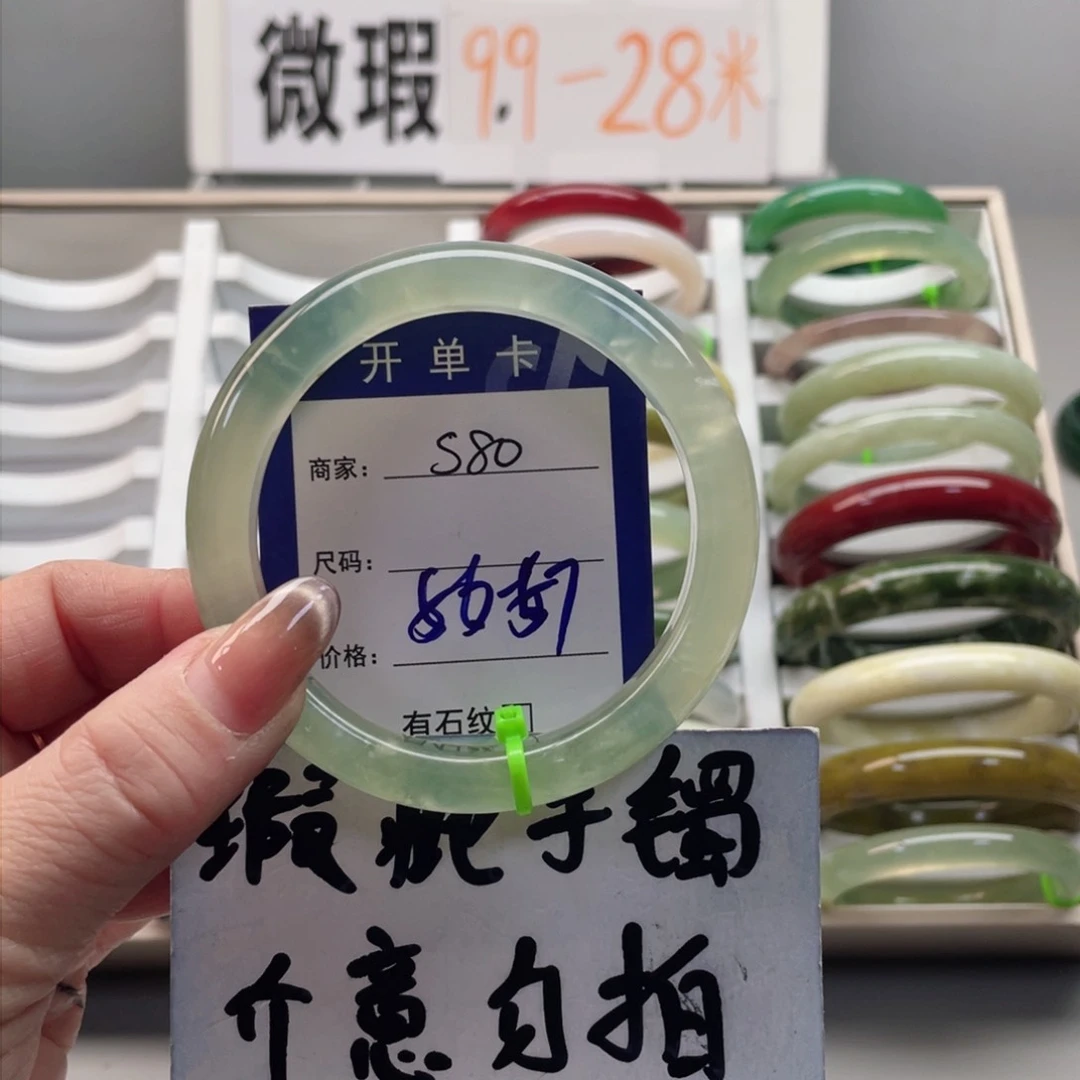 微瑕 9.9-28米
开单卡
商家: S80
尺码:
56
价格:
有石纹
瑕疵手镯
介意勿拍